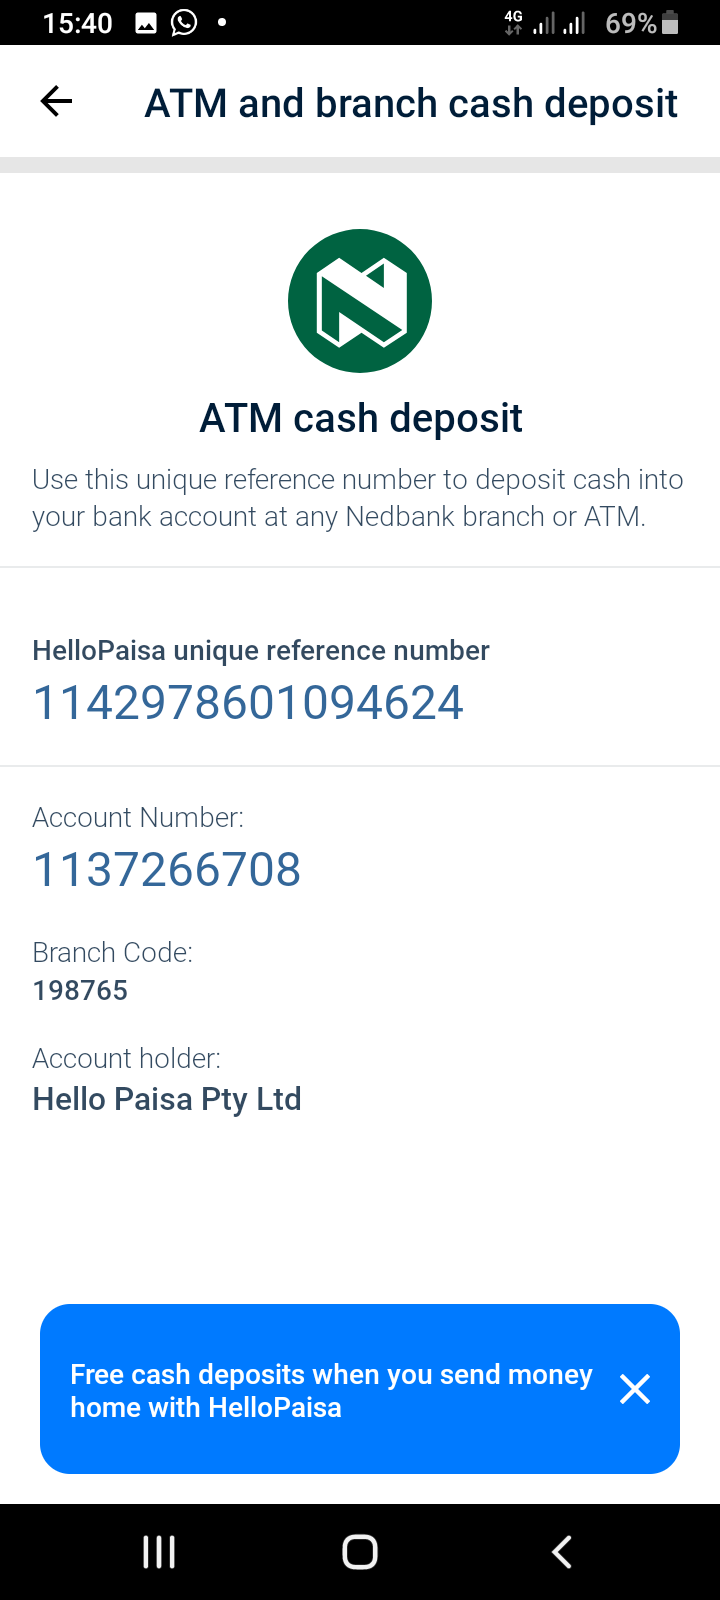 15:40
4G
69%
ATM and branch cash deposit
ATM cash deposit
Use this unique reference number to deposit cash into
your bank account at any Nedbank branch or ATM.
HelloPaisa unique reference number
1142978601094624
Account Number:
1137266708
Branch Code:
198765
Account holder:
Hello Paisa Pty Ltd
Free cash deposits when you send money
home with HelloPaisa